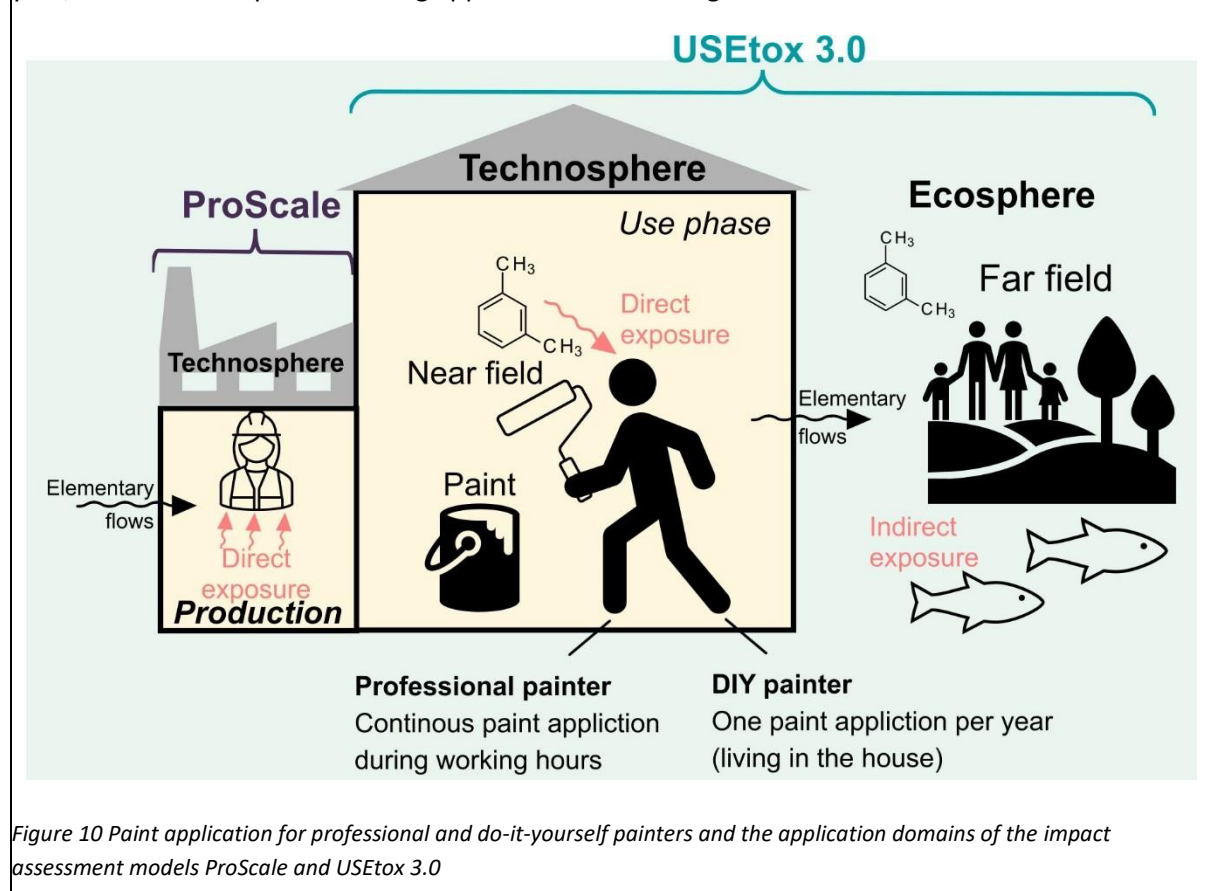 USEtox 3.0
Technosphere
ProScale
Use phase
Ecosphere
CH₃
CH₃
Direct
exposure
CH₃
CH₃
Far field
Technosphere
Near field
Elementary
flows
Elementary
flows
Paint
Direct
exposure
Production
Indirect
exposure
Professional painter
Continous paint appliction
during working hours
DIY painter
One paint appliction per year
(living in the house)
Figure 10 Paint application for professional and do-it-yourself painters and the application domains of the impact
assessment models ProScale and USEtox 3.0